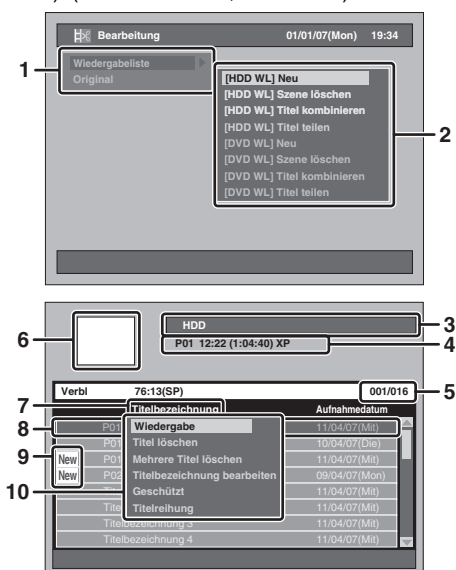 Bearbeitung 01/01/07(Mon) 19:34
1
Wiedergabeliste
Original
[HDD WL] Neu
[HDD WL] Szene löschen
[HDD WL] Titel kombinieren
[HDD WL] Titel teilen
[DVD WL] Neu
[DVD WL] Szene löschen
[DVD WL] Titel kombinieren
[DVD WL] Titel teilen
2
6
HDD
3
P01 12:22 (1:04:40) XP
4
Verbl 76:13(SP) 001/016
5
7
Titelbezeichnung Aufnahmedatum
8
P01 11/04/07(Mit)
P01 10/04/07(Die)
9
New P01 11/04/07(Mit)
New P02 09/04/07(Mon)
10
Wiedergabe
Titel löschen
Mehrere Titel löschen
Titelbezeichnung bearbeiten
Geschützt
Titelreihung
11/04/07(Mit)
11/04/07(Mit)
Titelbezeichnung 3 11/04/07(Mit)
Titelbezeichnung 4 11/04/07(Mit)